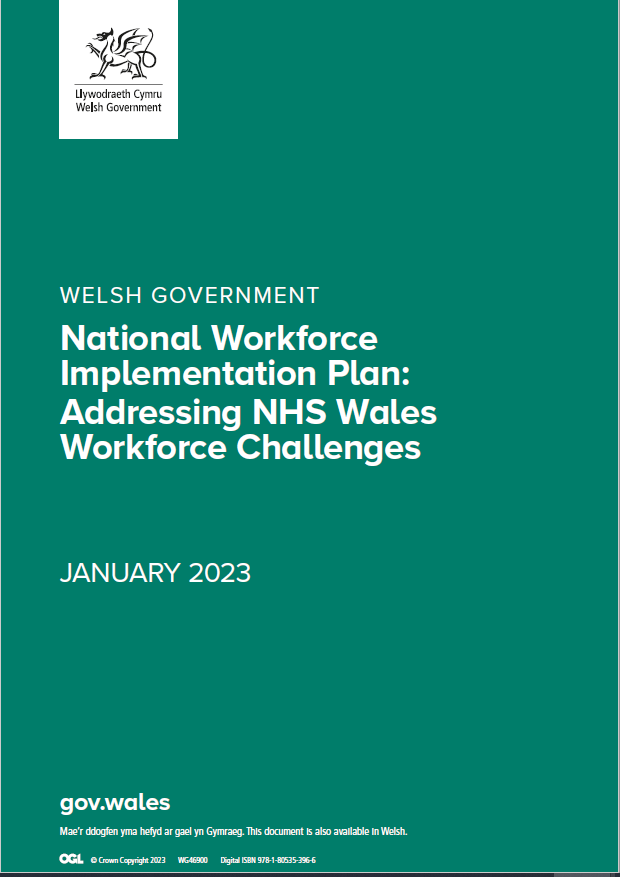 Llywodraeth Cymru
Welsh Government
WELSH GOVERNMENT
National Workforce
Implementation Plan:
Addressing NHS Wales
Workforce Challenges
JANUARY 2023
gov.wales
Mae'r ddogfen yma hefyd ar gael yn Gymraeg. This document is also available in Welsh.
OGL © Crown Copyright 2023 WG46900 Digital ISBN 978-1-80535-396-6